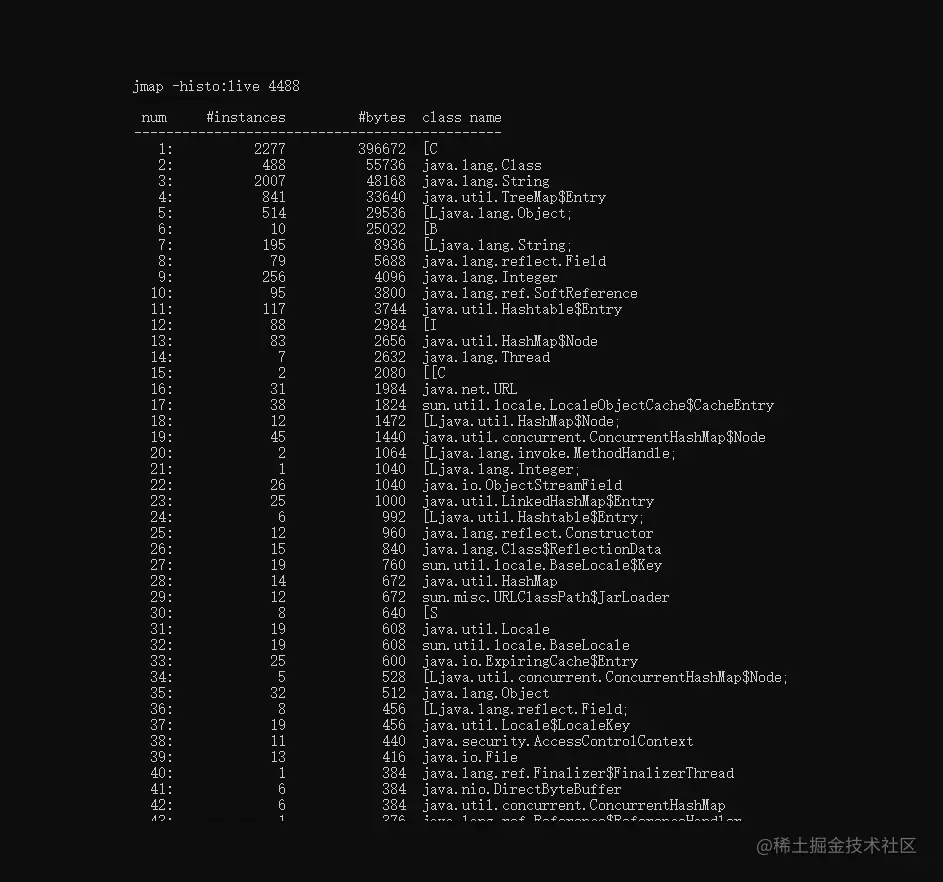 jmap -histo:live 4488
num #instances #bytes class name
----------------------------------------------
1: 2277 396672 [C
2: 488 55736 java.lang.Class
3: 2007 48168 java.lang.String
4: 841 33640 java.util.TreeMap$Entry
5: 514 29536 [Ljava.lang.Object;
6: 10 25032 [B
7: 195 8936 [Ljava.lang.String;
8: 79 5688 java.lang.reflect.Field
9: 256 4096 java.lang.Integer
10: 95 3800 java.lang.ref.SoftReference
11: 117 3744 java.util.Hashtable$Entry
12: 88 2984 [I
13: 83 2656 java.util.HashMap$Node
14: 7 2632 java.lang.Thread
15: 2 2080 [[C
16: 31 1984 java.net.URL
17: 38 1824 sun.util.locale.LocaleObjectCache$CacheEntry
18: 12 1472 [Ljava.util.HashMap$Node;
19: 45 1440 java.util.concurrent.ConcurrentHashMap$Node
20: 2 1064 [Ljava.lang.invoke.MethodHandle;
21: 1 1040 [Ljava.lang.Integer;
22: 26 1040 java.io.ObjectStreamField
23: 25 1000 java.util.LinkedHashMap$Entry
24: 6 992 [Ljava.util.Hashtable$Entry;
25: 12 960 java.lang.reflect.Constructor
26: 15 840 java.lang.Class$ReflectionData
27: 19 760 sun.util.locale.BaseLocale$Key
28: 14 672 java.util.HashMap
29: 12 672 sun.misc.URLClassPath$JarLoader
30: 8 640 [S
31: 19 608 java.util.Locale
32: 19 608 sun.util.locale.BaseLocale
33: 25 600 java.io.ExpiringCache$Entry
34: 5 528 [Ljava.util.concurrent.ConcurrentHashMap$Node;
35: 32 512 java.lang.Object
36: 8 456 [Ljava.lang.reflect.Field;
37: 19 456 java.util.Locale$LocaleKey
38: 11 440 java.security.AccessControlContext
39: 13 416 java.io.File
40: 1 384 java.lang.ref.Finalizer$FinalizerThread
41: 6 384 java.nio.DirectByteBuffer
42: 6 384 java.util.concurrent.ConcurrentHashMap
43: 1 376 java.lang.ref.Reference$ReferenceHandler
@稀土掘金技术社区